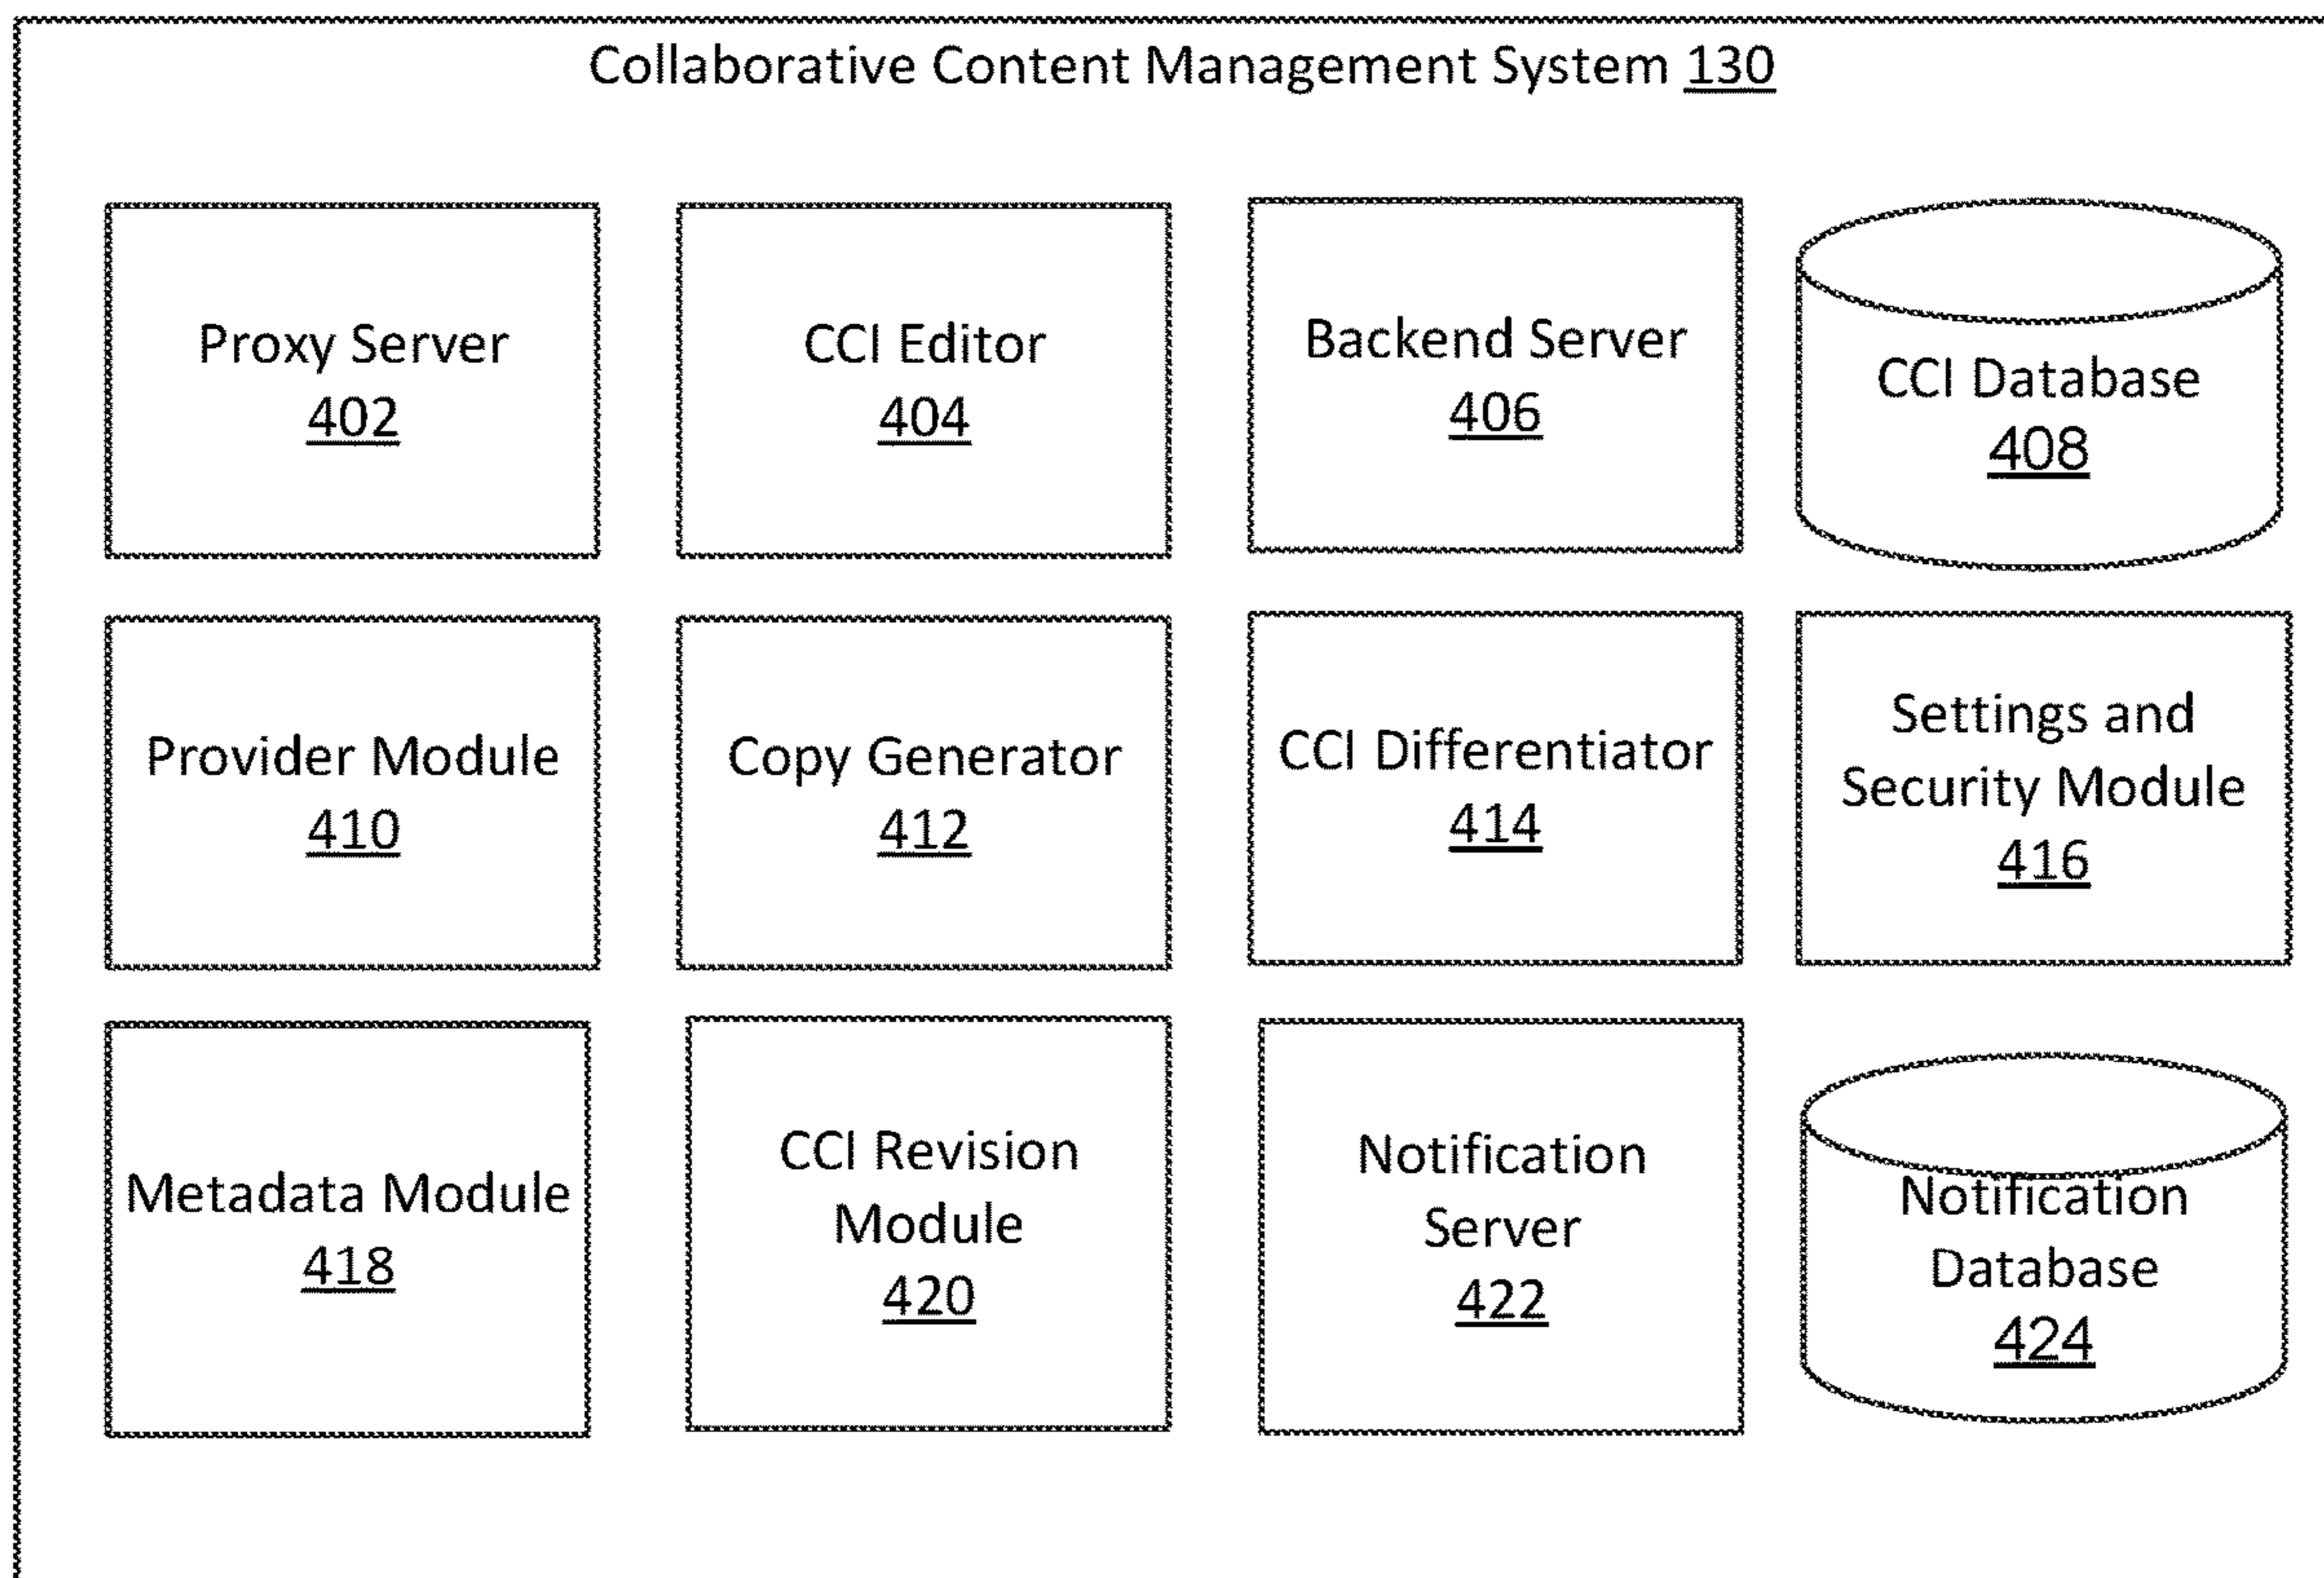 Collaborative Content Management System 130
Proxy Server
402
CCI Editor
404
Backend Server
406
CCI Database
408
Provider Module
410
Copy Generator
412
CCI Differentiator
414
Settings and
Security Module
416
Metadata Module
418
CCI Revision
Module
420
Notification
Server
422
Notification
Database
424